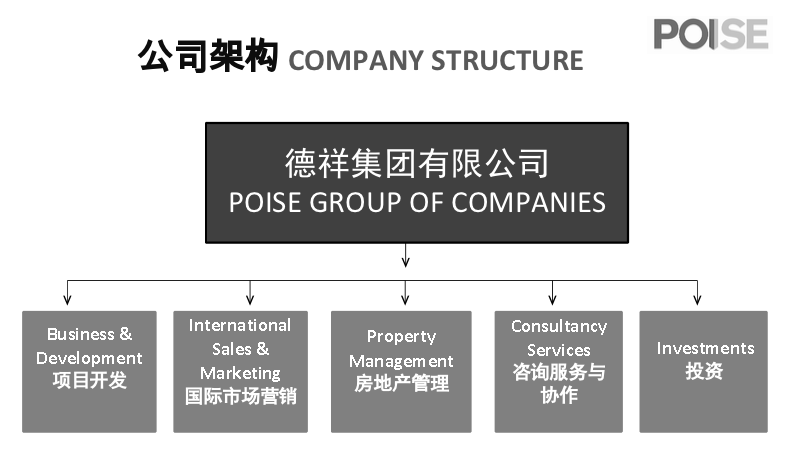 公司架构 COMPANY STRUCTURE
POISE
德祥集团有限公司
POISE GROUP OF COMPANIES
Business &
Development
项目开发
International
Sales &
Marketing
国际市场营销
Property
Management
房地产管理
Consultancy
Services
咨询服务与
协作
Investments
投资